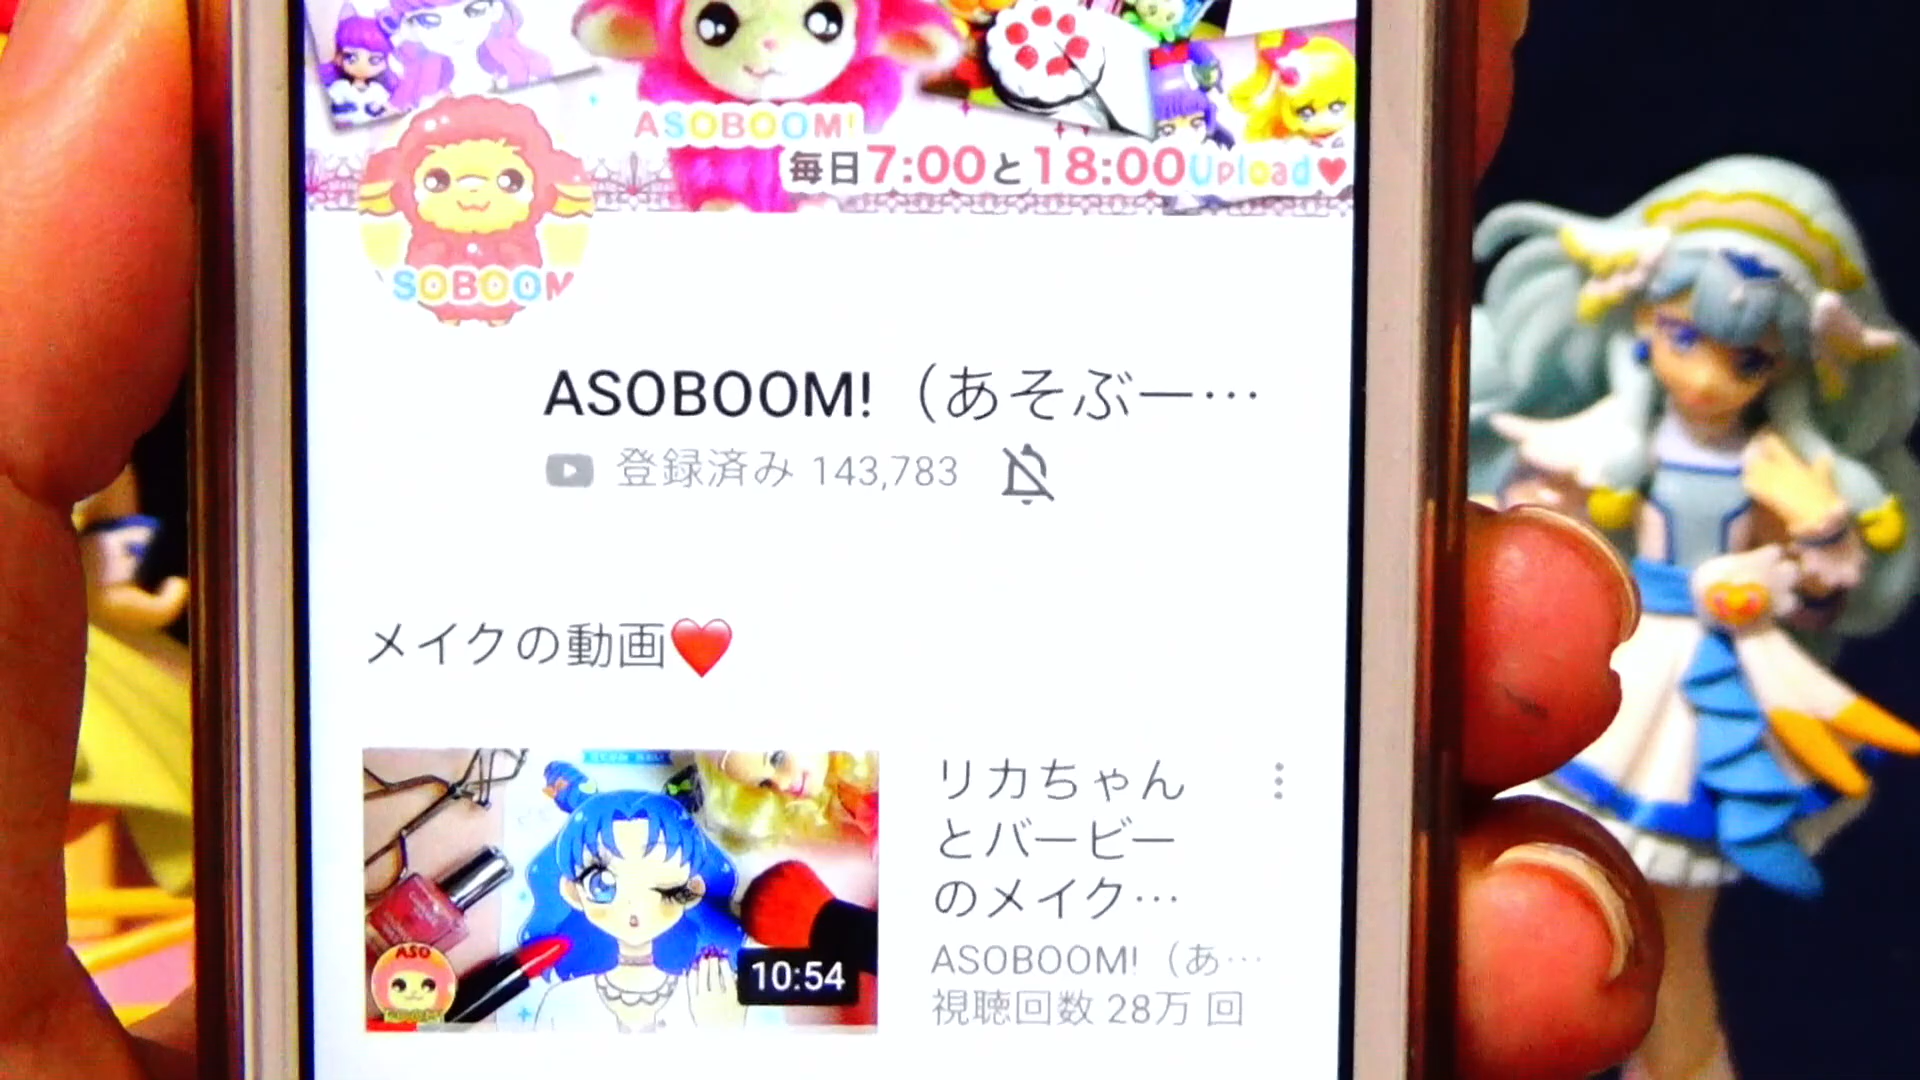 ASOBOOM!
毎日7:00と18:00Upload♥
SOBOOM
ASOBOOM!（あそぶー…
登録済み 143,783
メイクの動画❤️
リカちゃん
とバービー
のメイク…
ASO
10:54
ASOBOOM!（あ…
視聴回数 28万 回